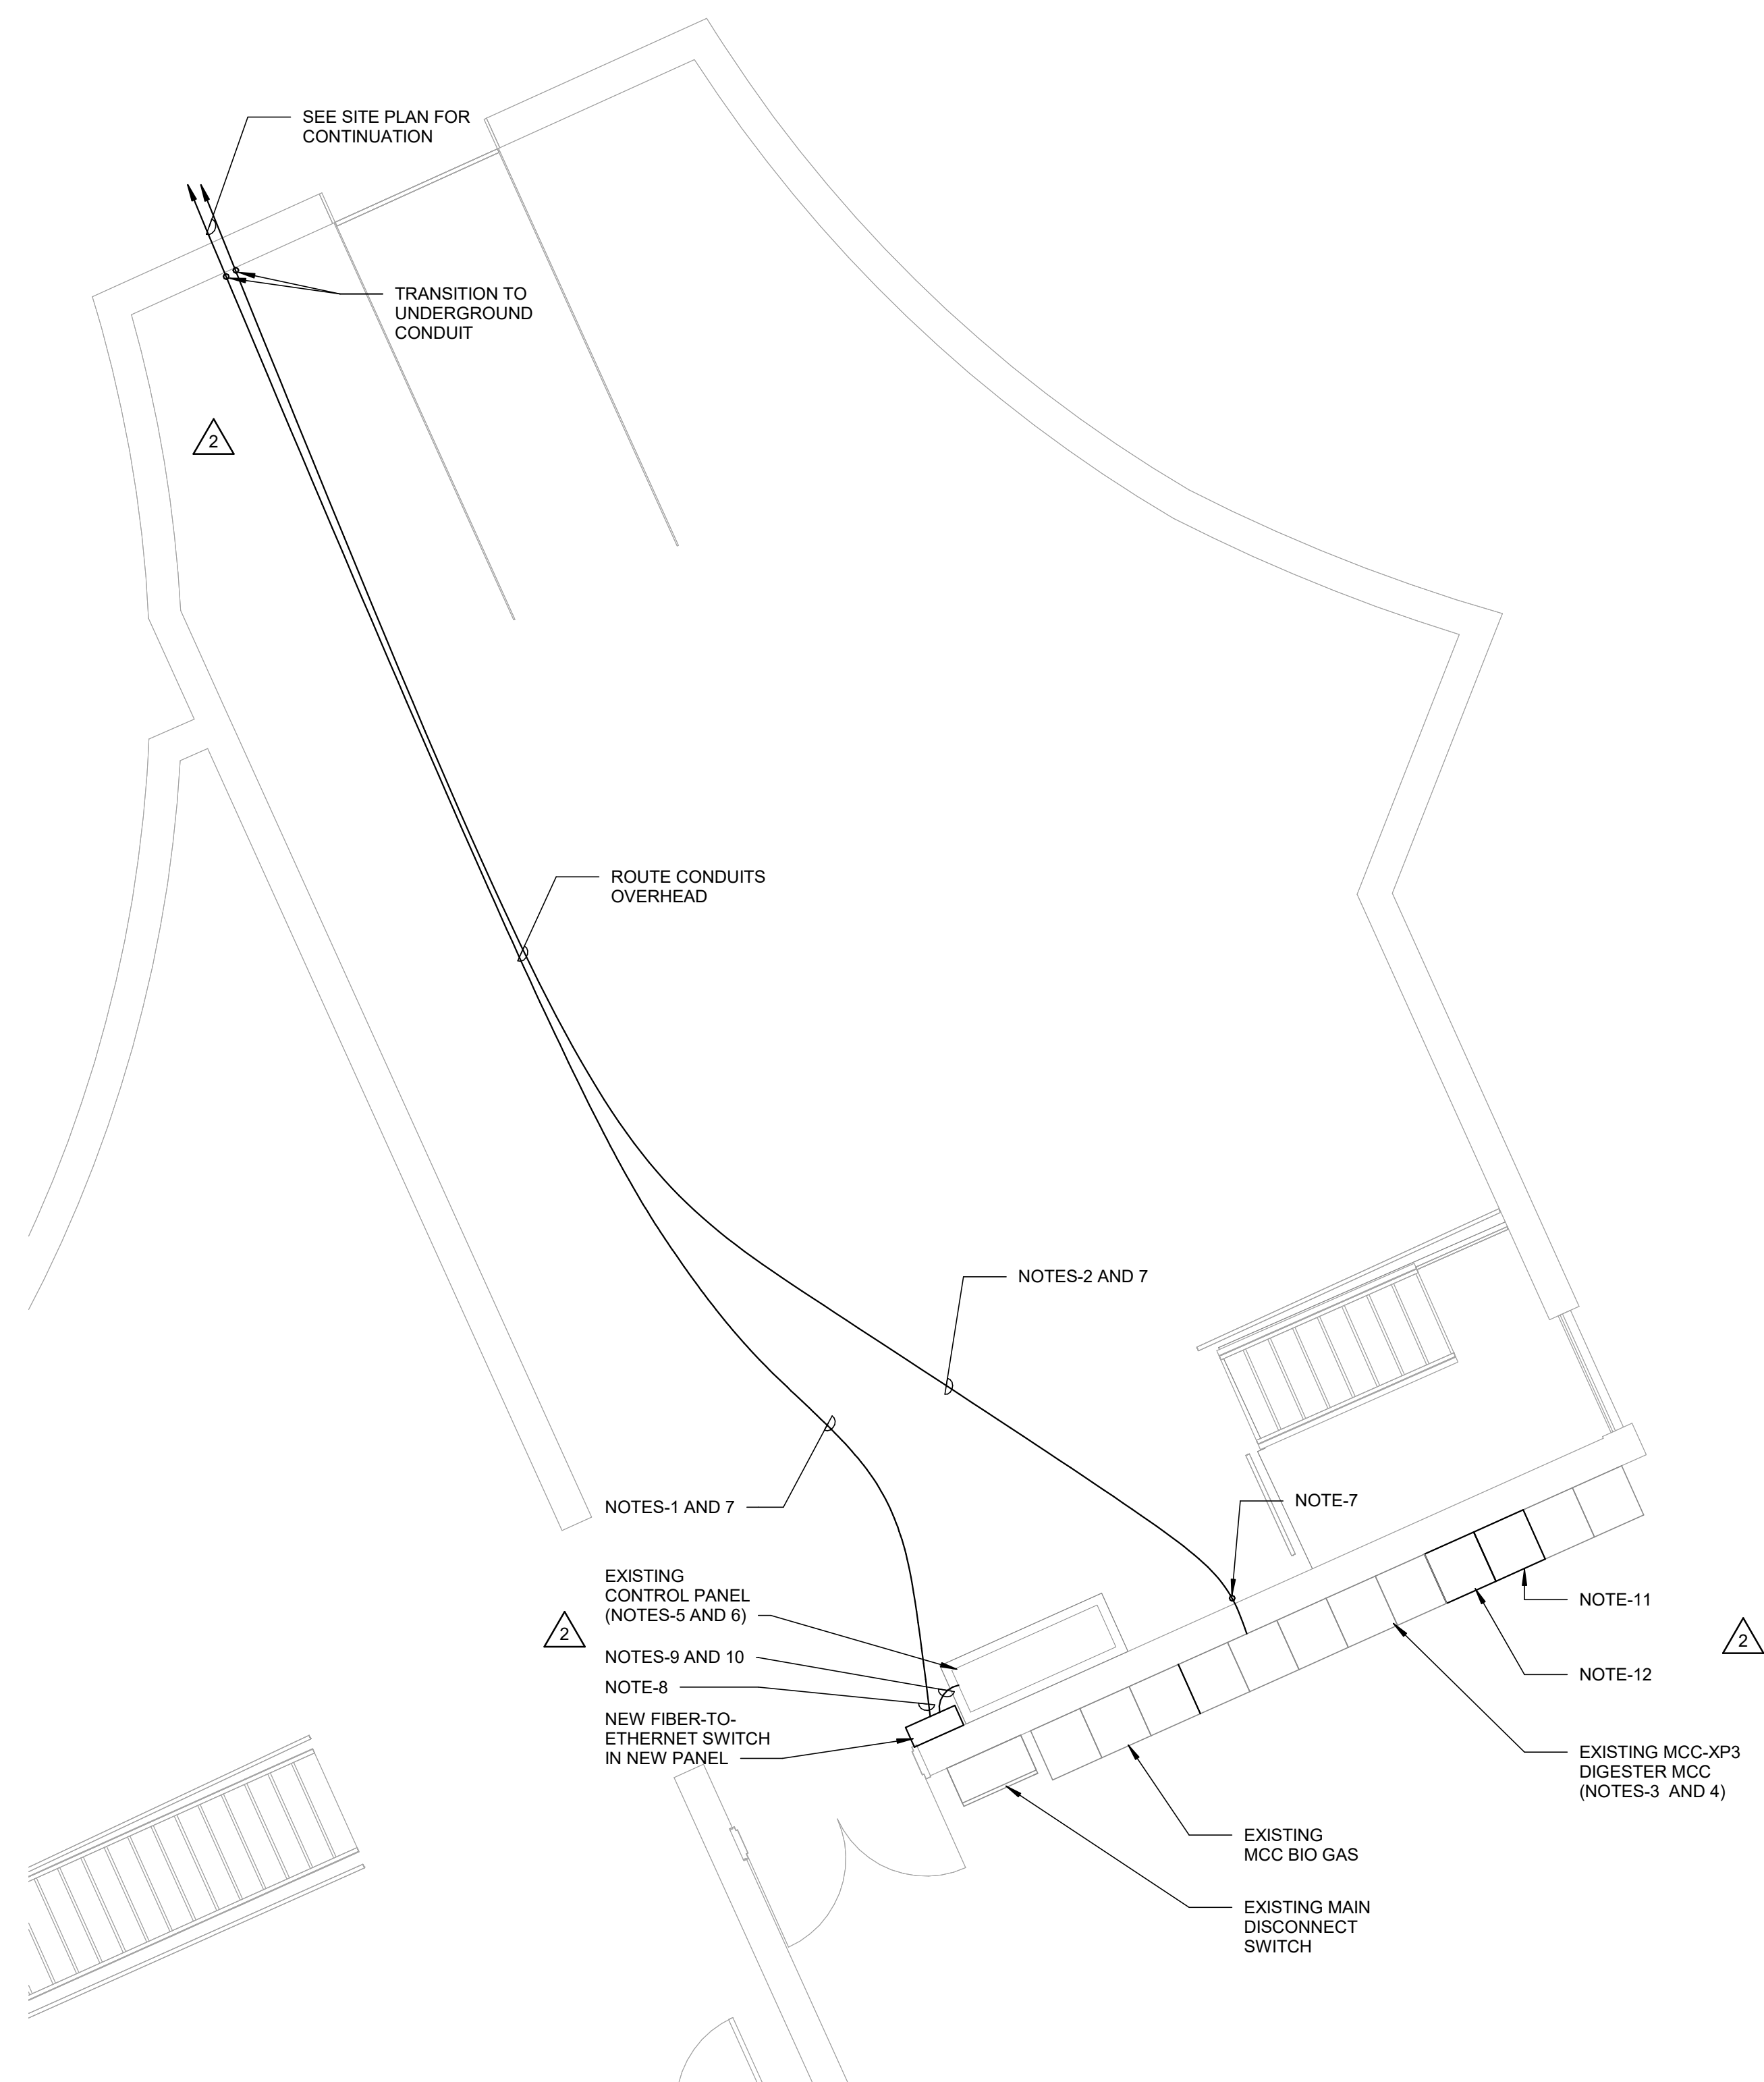 SEE SITE PLAN FOR
CONTINUATION
TRANSITION TO
UNDERGROUND
CONDUIT
2
ROUTE CONDUITS
OVERHEAD
NOTES-2 AND 7
NOTES-1 AND 7
NOTE-7
EXISTING
CONTROL PANEL
(NOTES-5 AND 6)
2
NOTES-9 AND 10
NOTE-8
NEW FIBER-TO-
ETHERNET SWITCH
IN NEW PANEL
NOTE-11
2
NOTE-12
EXISTING MCC-XP3
DIGESTER MCC
(NOTES-3  AND 4)
EXISTING
MCC BIO GAS
EXISTING MAIN
DISCONNECT
SWITCH